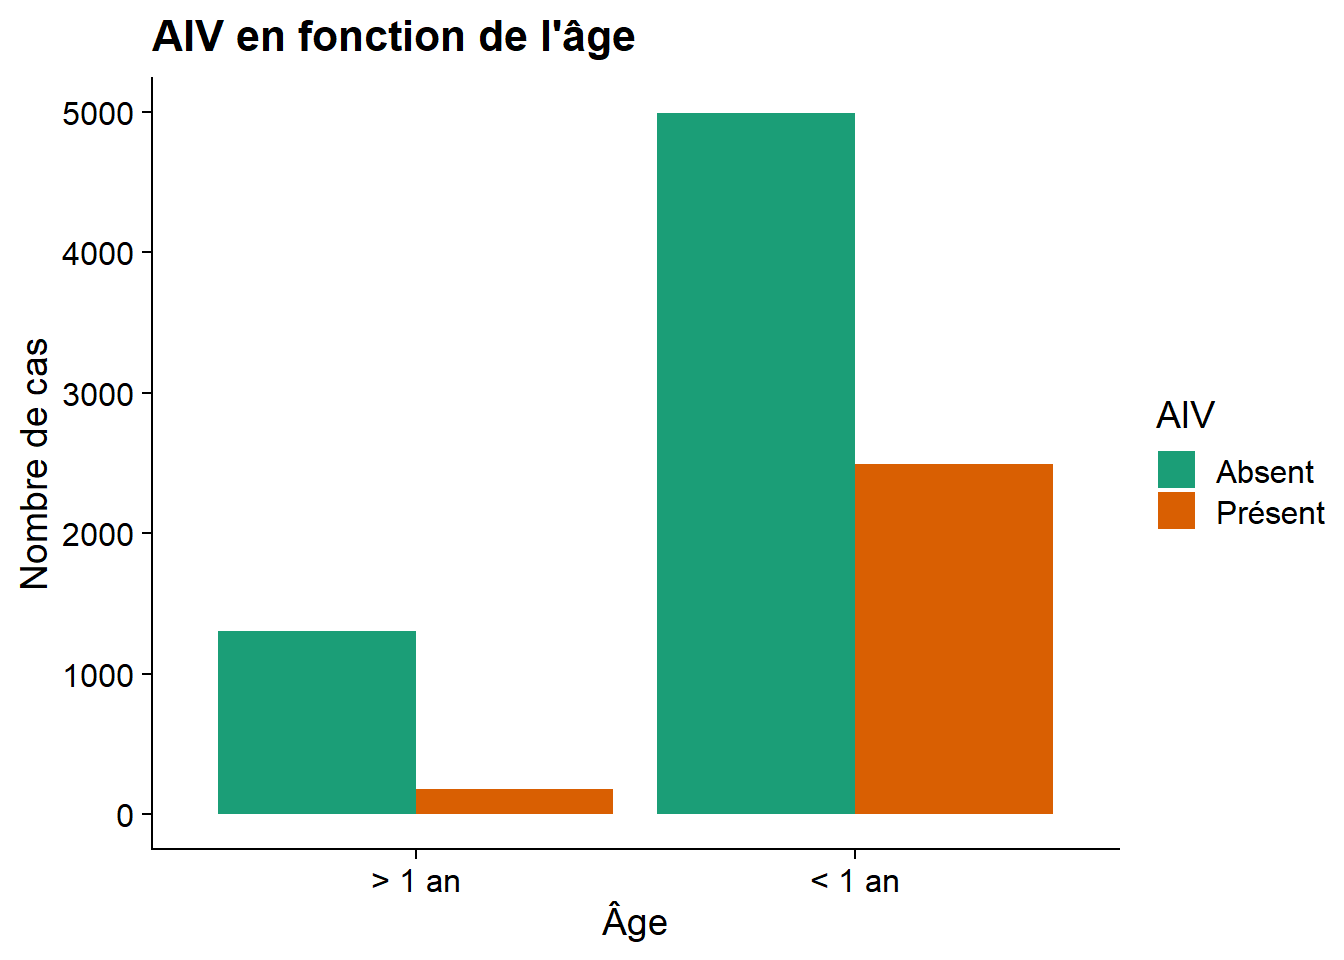 AIV en fonction de l'âge
Nombre de cas
5000
4000
3000
2000
1000
0
> 1 an
< 1 an
Âge
AIV
Absent
Présent